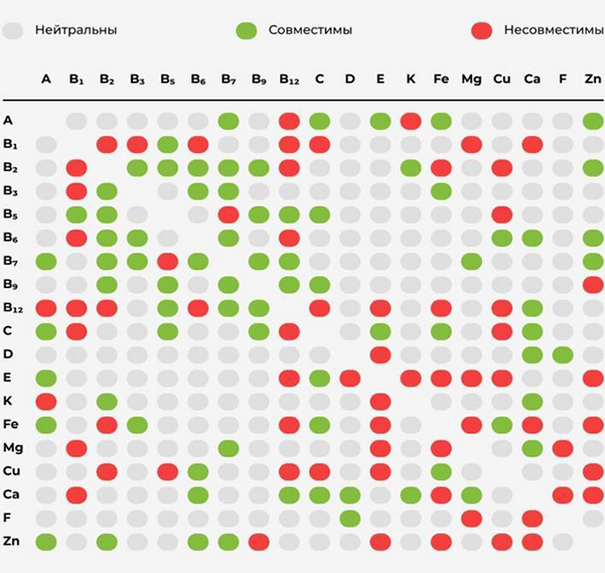 Нейтральны Совместимы Несовместимы
A B₁ B₂ B₃ B₅ B₆ B₇ B₉ B₁₂ C D E K Fe Mg Cu Ca F Zn
A
B₁
B₂
B₃
B₅
B₆
B₇
B₉
B₁₂
C
D
E
K
Fe
Mg
Cu
Ca
F
Zn